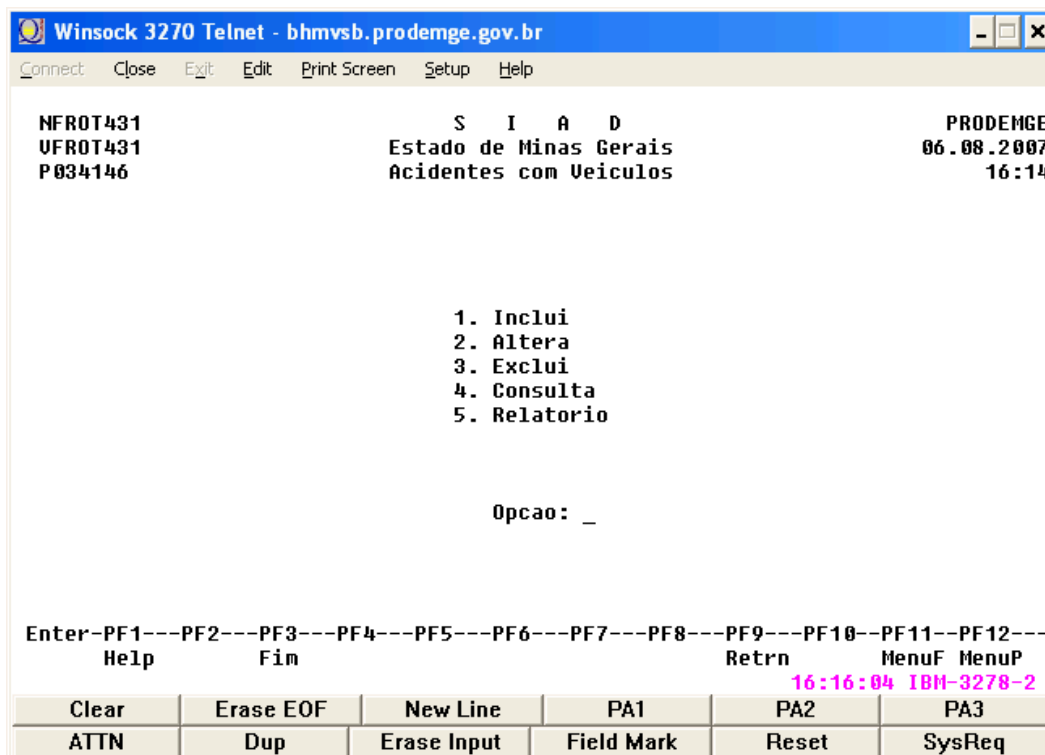 Winsock 3270 Telnet - bhmvsb.prodemge.gov.br
Connect Close Exit Edit Print Screen Setup Help
NFROT431 S I A D PRODEMGE
VFROT431 Estado de Minas Gerais 06.08.2007
P034146 Acidentes com Veiculos 16:14
1. Inclui
2. Altera
3. Exclui
4. Consulta
5. Relatorio
Opcao: _
Enter-PF1---PF2---PF3---PF4---PF5---PF6---PF7---PF8---PF9---PF10--PF11--PF12---
Help Fim Retrn MenuF MenuP
16:16:04 IBM-3278-2
Clear Erase EOF New Line PA1 PA2 PA3
ATTN Dup Erase Input Field Mark Reset SysReq